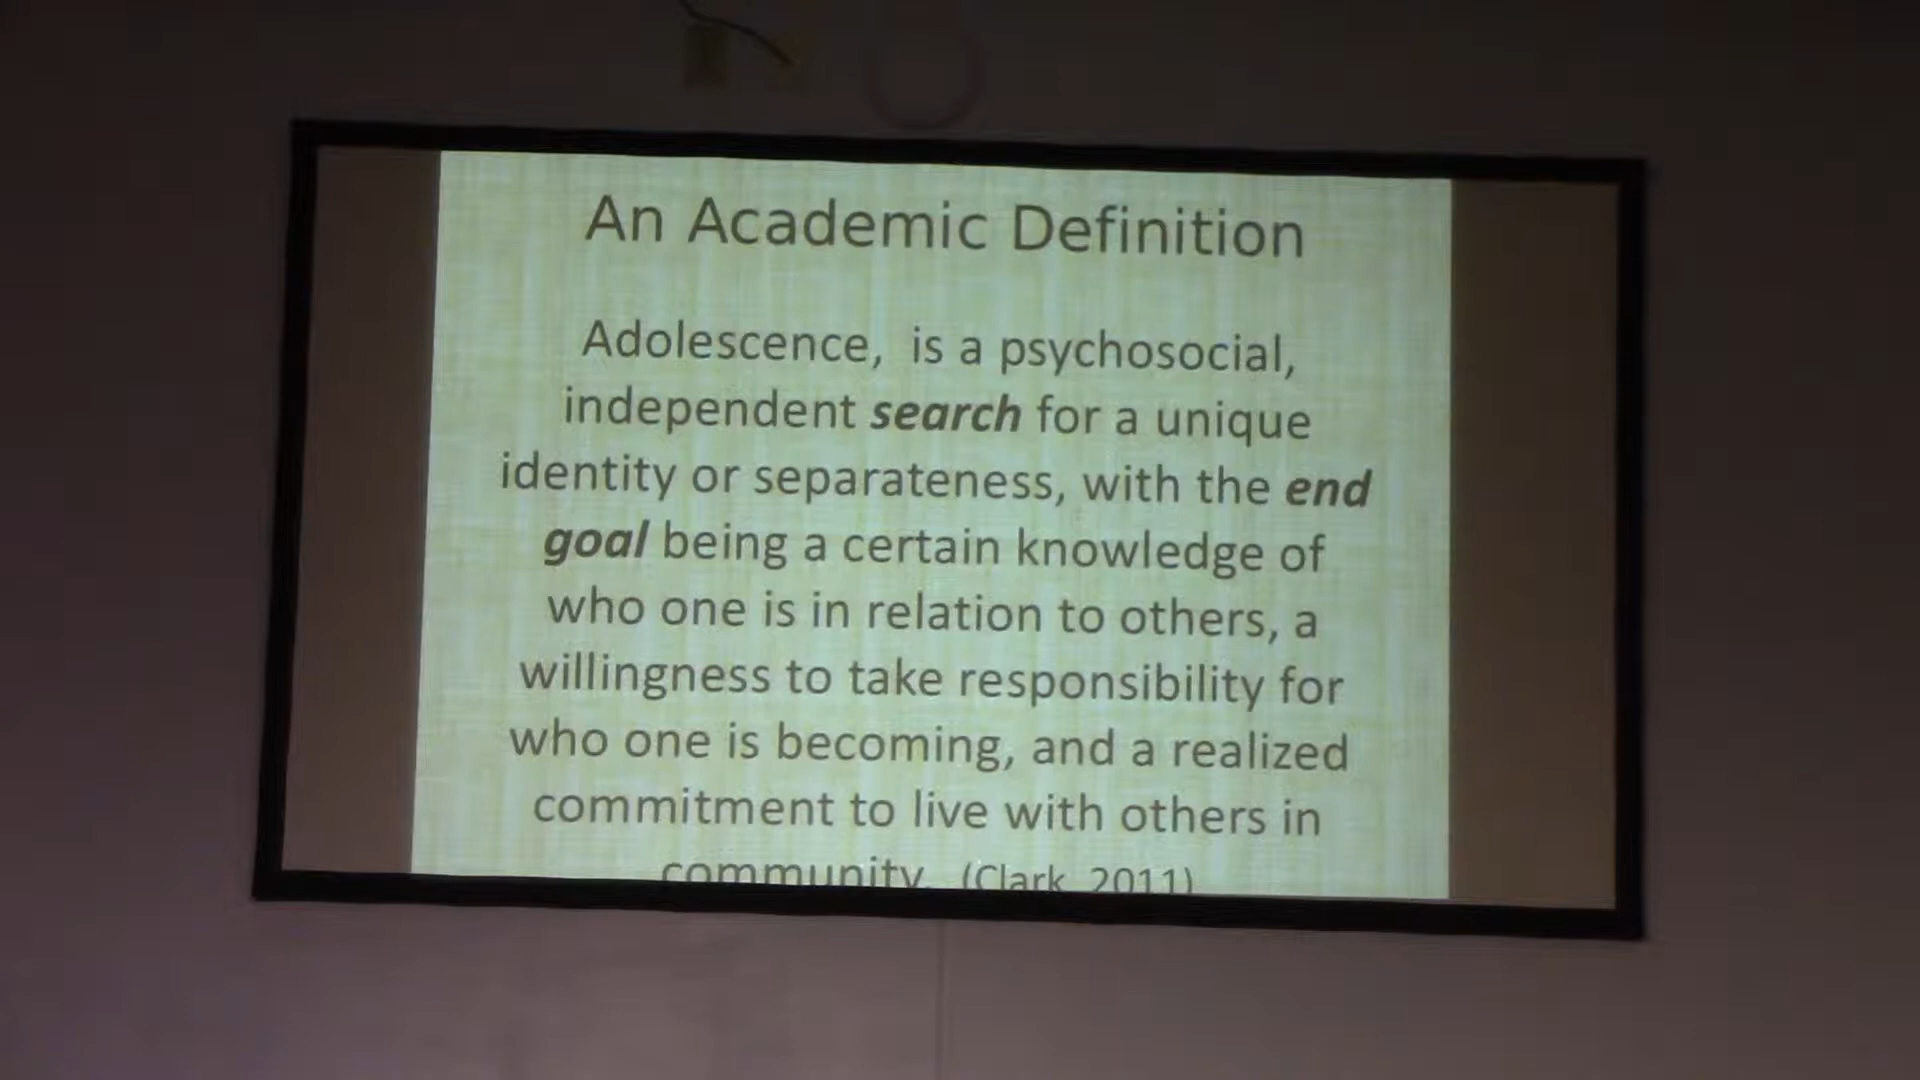 An Academic Definition
Adolescence, is a psychosocial,
independent search for a unique
identity or separateness, with the end
goal being a certain knowledge of
who one is in relation to others, a
willingness to take responsibility for
who one is becoming, and a realized
commitment to live with others in
community. (Clark 2011)